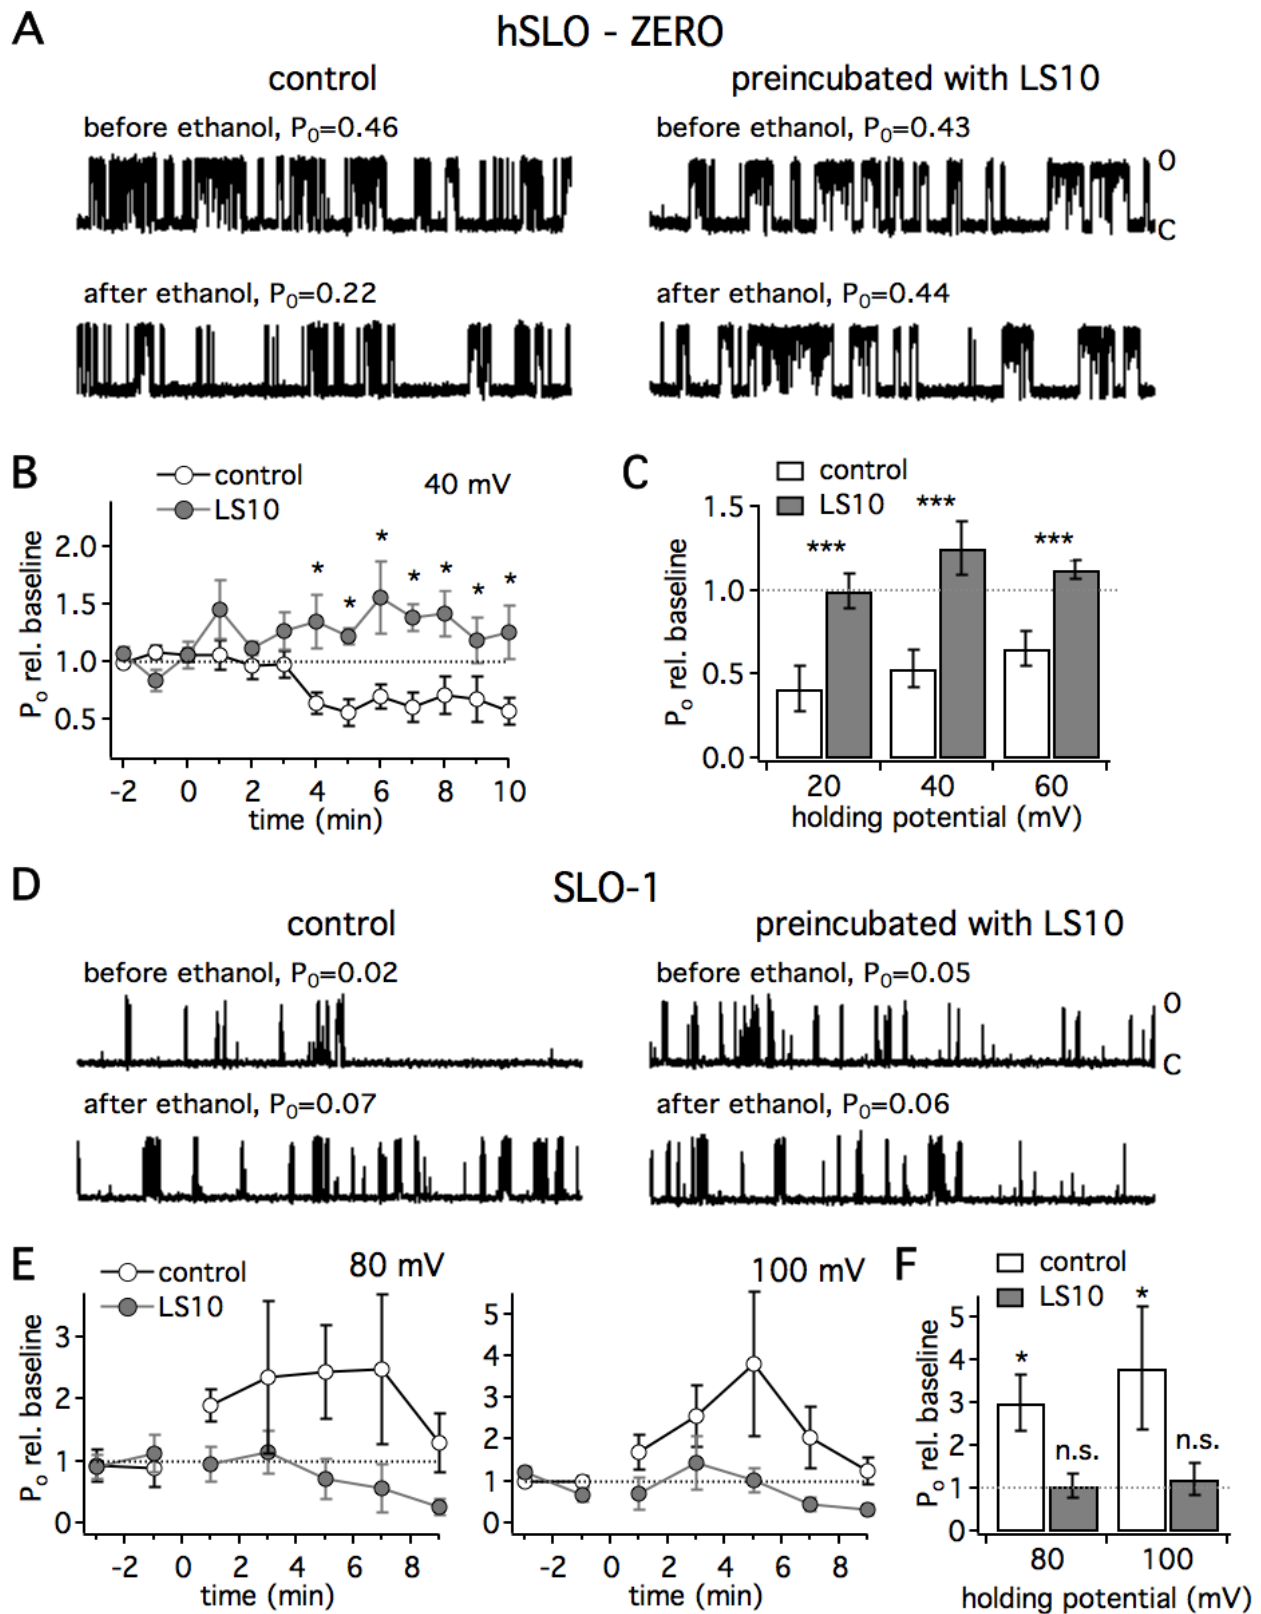 A
hSLO - ZERO
control
preincubated with LS10
before ethanol, P0=0.46
before ethanol, P0=0.43
O
C
after ethanol, P0=0.22
after ethanol, P0=0.44
B
control
LS10
40 mV
Po rel. baseline
2.0
1.5
1.0
0.5
* * * * * * *
-2 0 2 4 6 8 10
time (min)
C
control
LS10
Po rel. baseline
1.5
1.0
0.5
0.0
*** *** ***
20 40 60
holding potential (mV)
D
SLO-1
control
preincubated with LS10
before ethanol, P0=0.02
before ethanol, P0=0.05
O
C
after ethanol, P0=0.07
after ethanol, P0=0.06
E
control
LS10
80 mV
Po rel. baseline
3
2
1
0
-2 0 2 4 6 8
time (min)
100 mV
5
4
3
2
1
0
-2 0 2 4 6 8
time (min)
F
control
LS10
Po rel. baseline
5
4
3
2
1
0
* n.s. * n.s.
80 100
holding potential (mV)